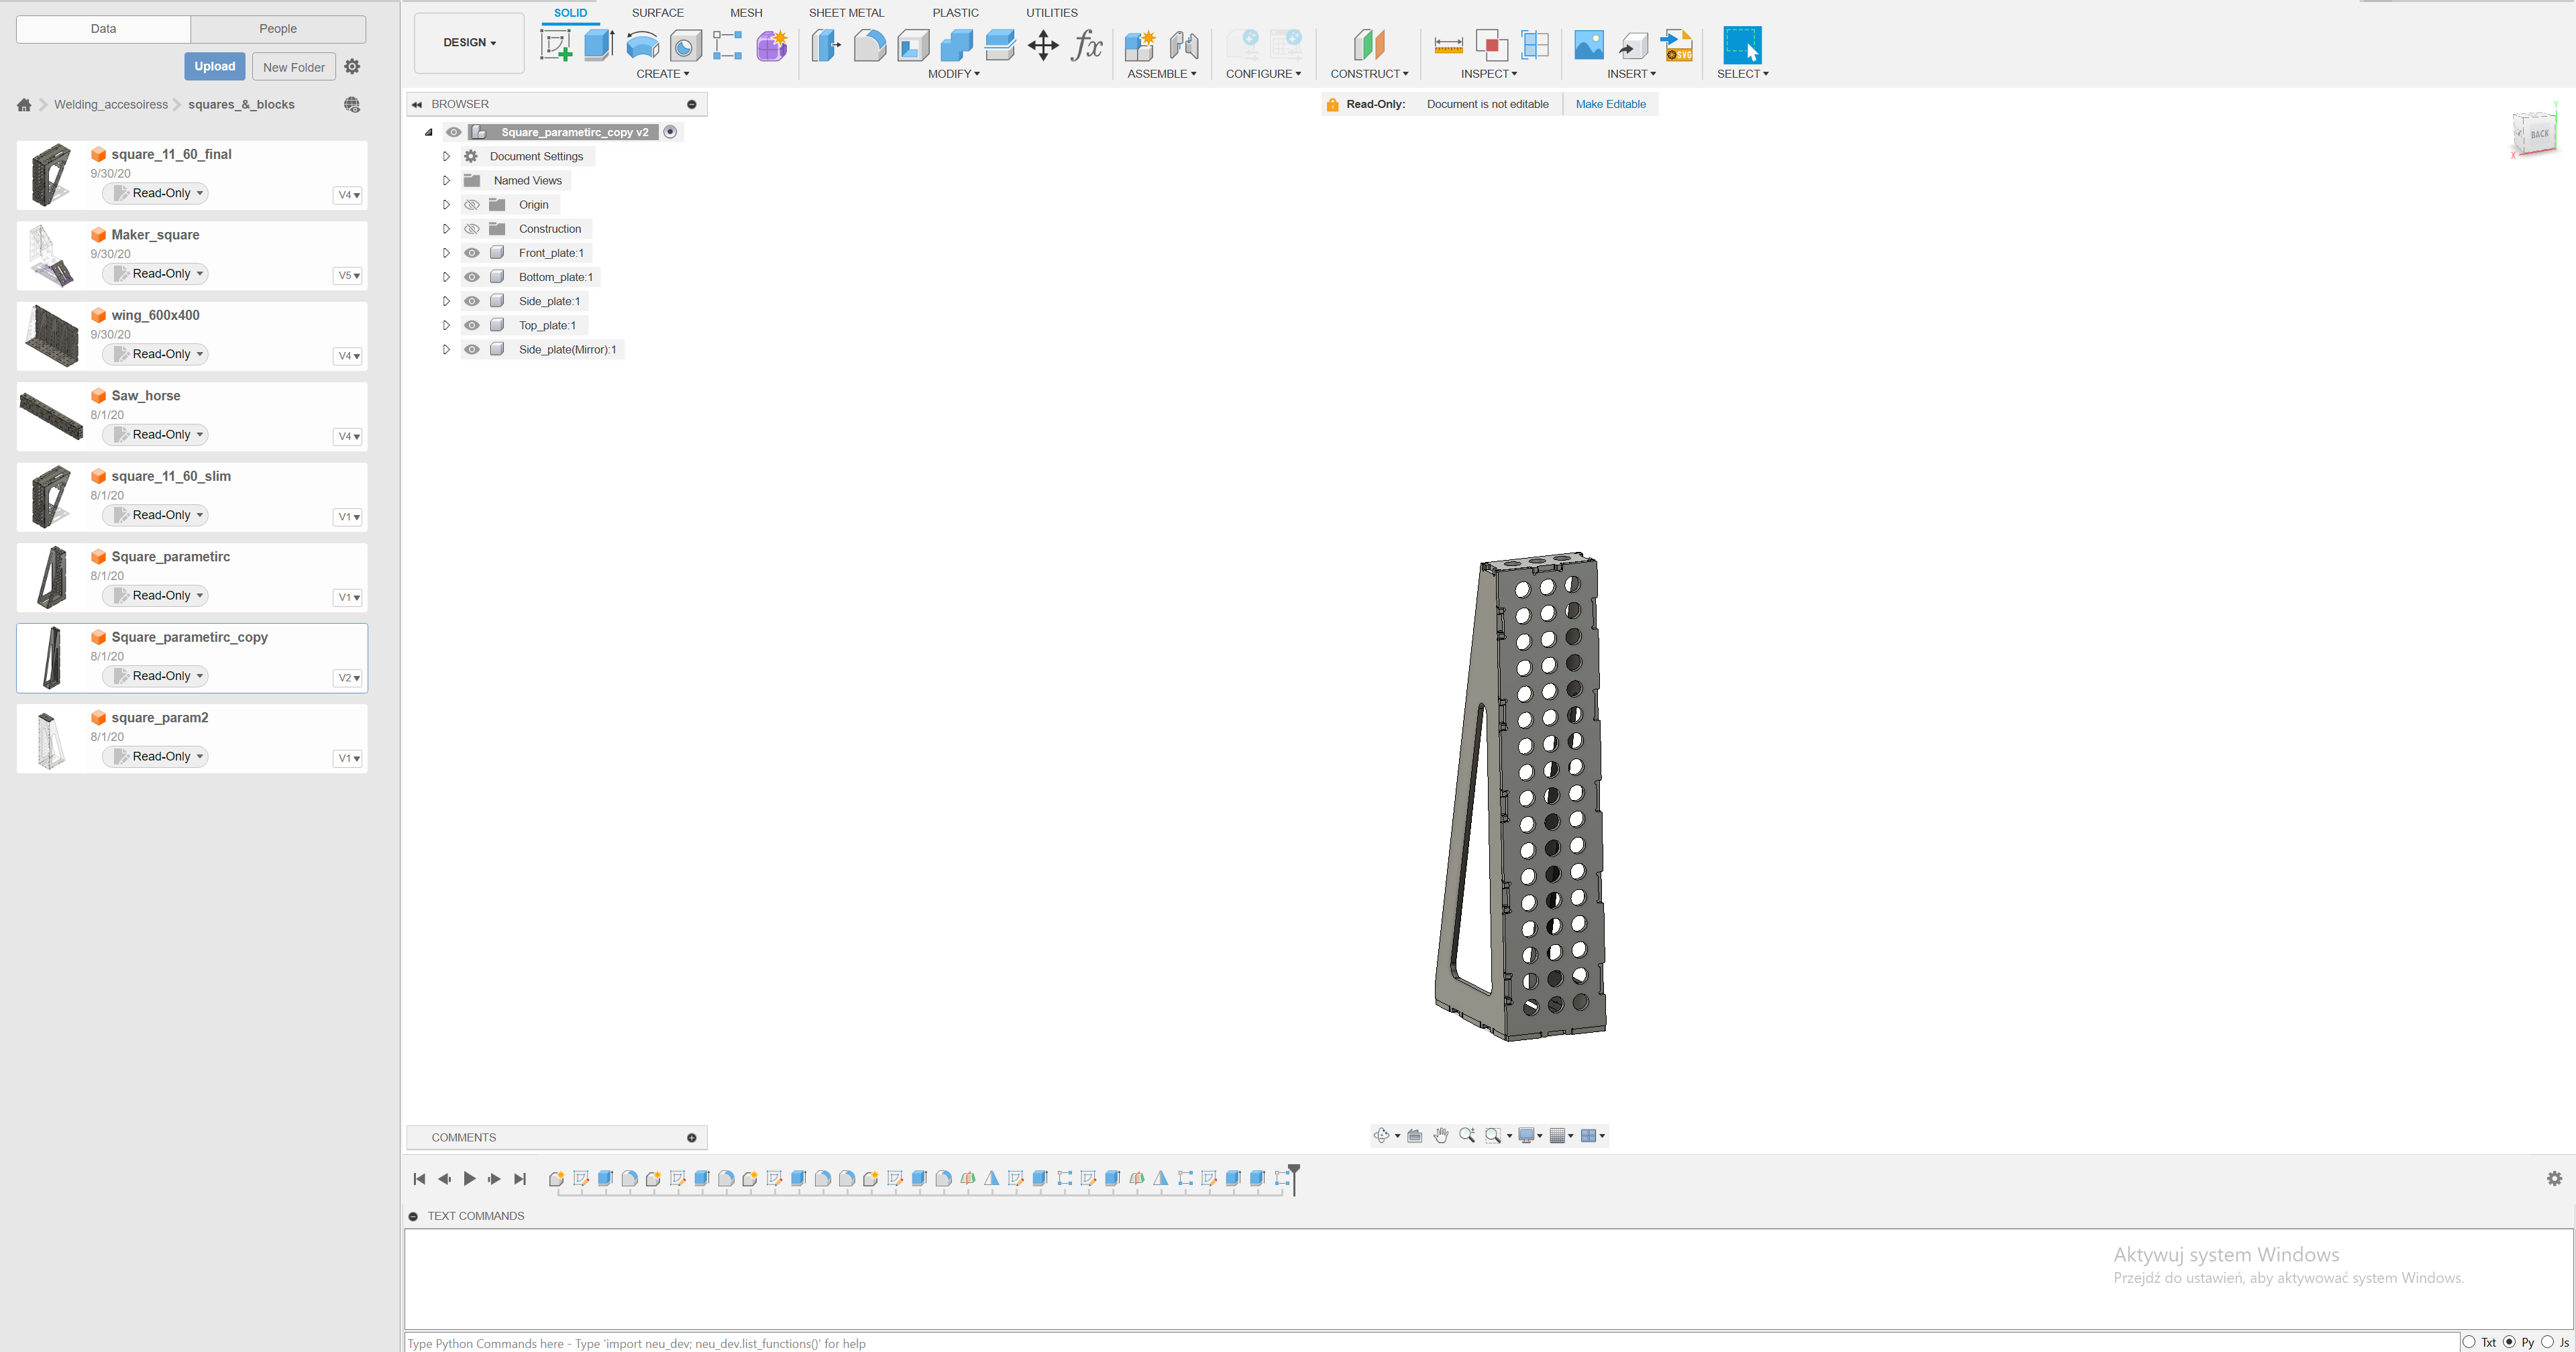 Data People
Upload New Folder
Welding_accesoiress squares_&_blocks
square_11_60_final
9/30/20
Read-Only V4
Maker_square
9/30/20
Read-Only V5
wing_600x400
9/30/20
Read-Only V4
Saw_horse
8/1/20
Read-Only V4
square_11_60_slim
8/1/20
Read-Only V1
Square_parametirc
8/1/20
Read-Only V1
Square_parametirc_copy
8/1/20
Read-Only V2
square_param2
8/1/20
Read-Only V1
DESIGN
SOLID SURFACE MESH SHEET METAL PLASTIC UTILITIES
fx
SVG
CREATE MODIFY ASSEMBLE CONFIGURE CONSTRUCT INSPECT INSERT SELECT
BROWSER
Read-Only: Document is not editable Make Editable
Square_parametirc_copy v2
Document Settings
Named Views
Origin
Construction
Front_plate:1
Bottom_plate:1
Side_plate:1
Top_plate:1
Side_plate(Mirror):1
Y
BACK
X
COMMENTS
TEXT COMMANDS
Aktywuj system Windows
Przejdź do ustawień, aby aktywować system Windows.
Type Python Commands here - Type 'import neu_dev; neu_dev.list_functions()' for help
Txt Py Js